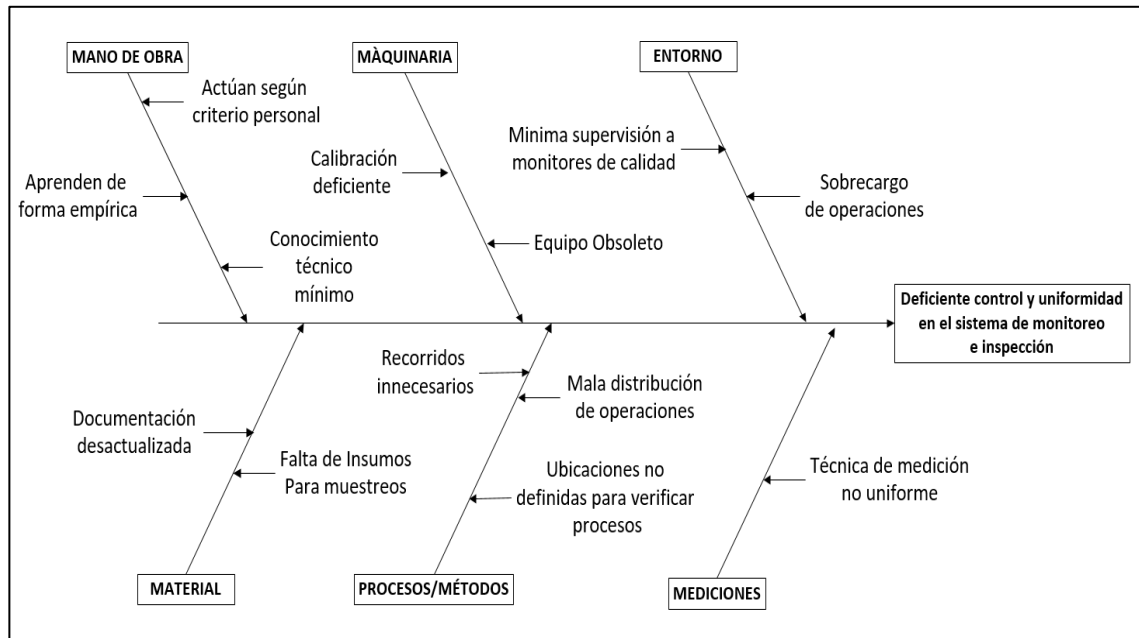 MANO DE OBRA
MÀQUINARIA
ENTORNO
Actúan según
criterio personal
Aprenden de
forma empírica
Conocimiento
técnico
mínimo
Calibración
deficiente
Equipo Obsoleto
Minima supervisión a
monitores de calidad
Sobrecargo
de operaciones
Deficiente control y uniformidad
en el sistema de monitoreo
e inspección
Documentación
desactualizada
Falta de Insumos
Para muestreos
Recorridos
innecesarios
Mala distribución
de operaciones
Ubicaciones no
definidas para verificar
procesos
Técnica de medición
no uniforme
MATERIAL
PROCESOS/MÉTODOS
MEDICIONES